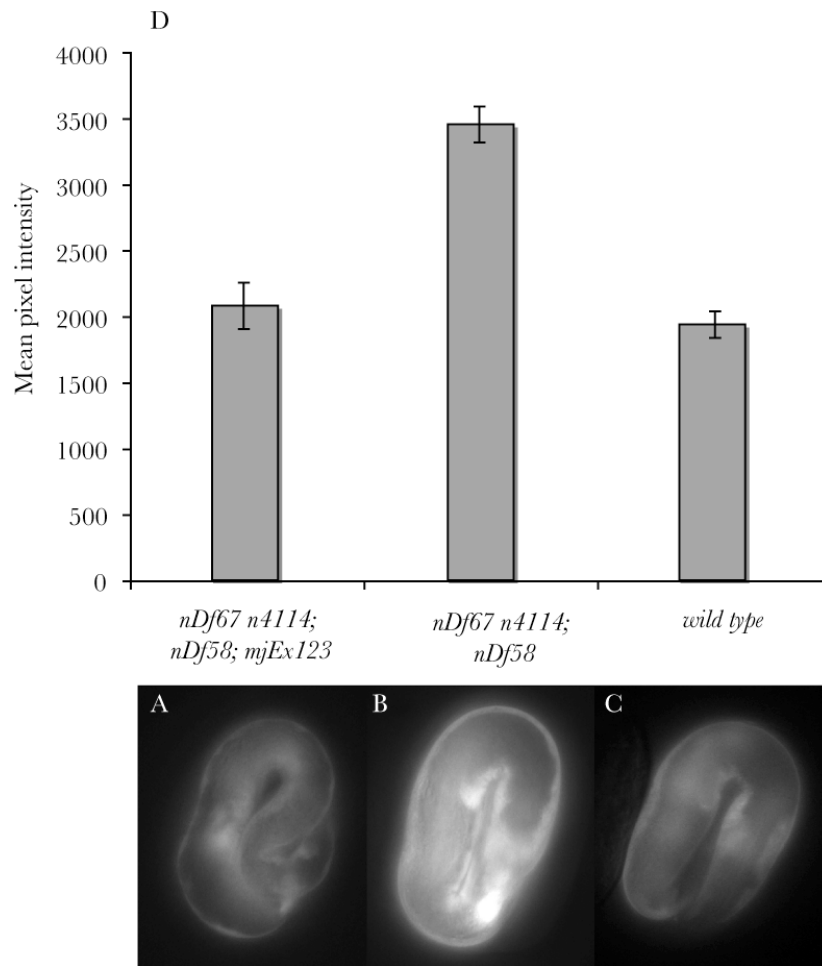 D
4000
3500
3000
2500
2000
1500
1000
500
0
Mean pixel intensity
nDf67 n4114;
nDf58; mjEx123
nDf67 n4114;
nDf58
wild type
A
B
C